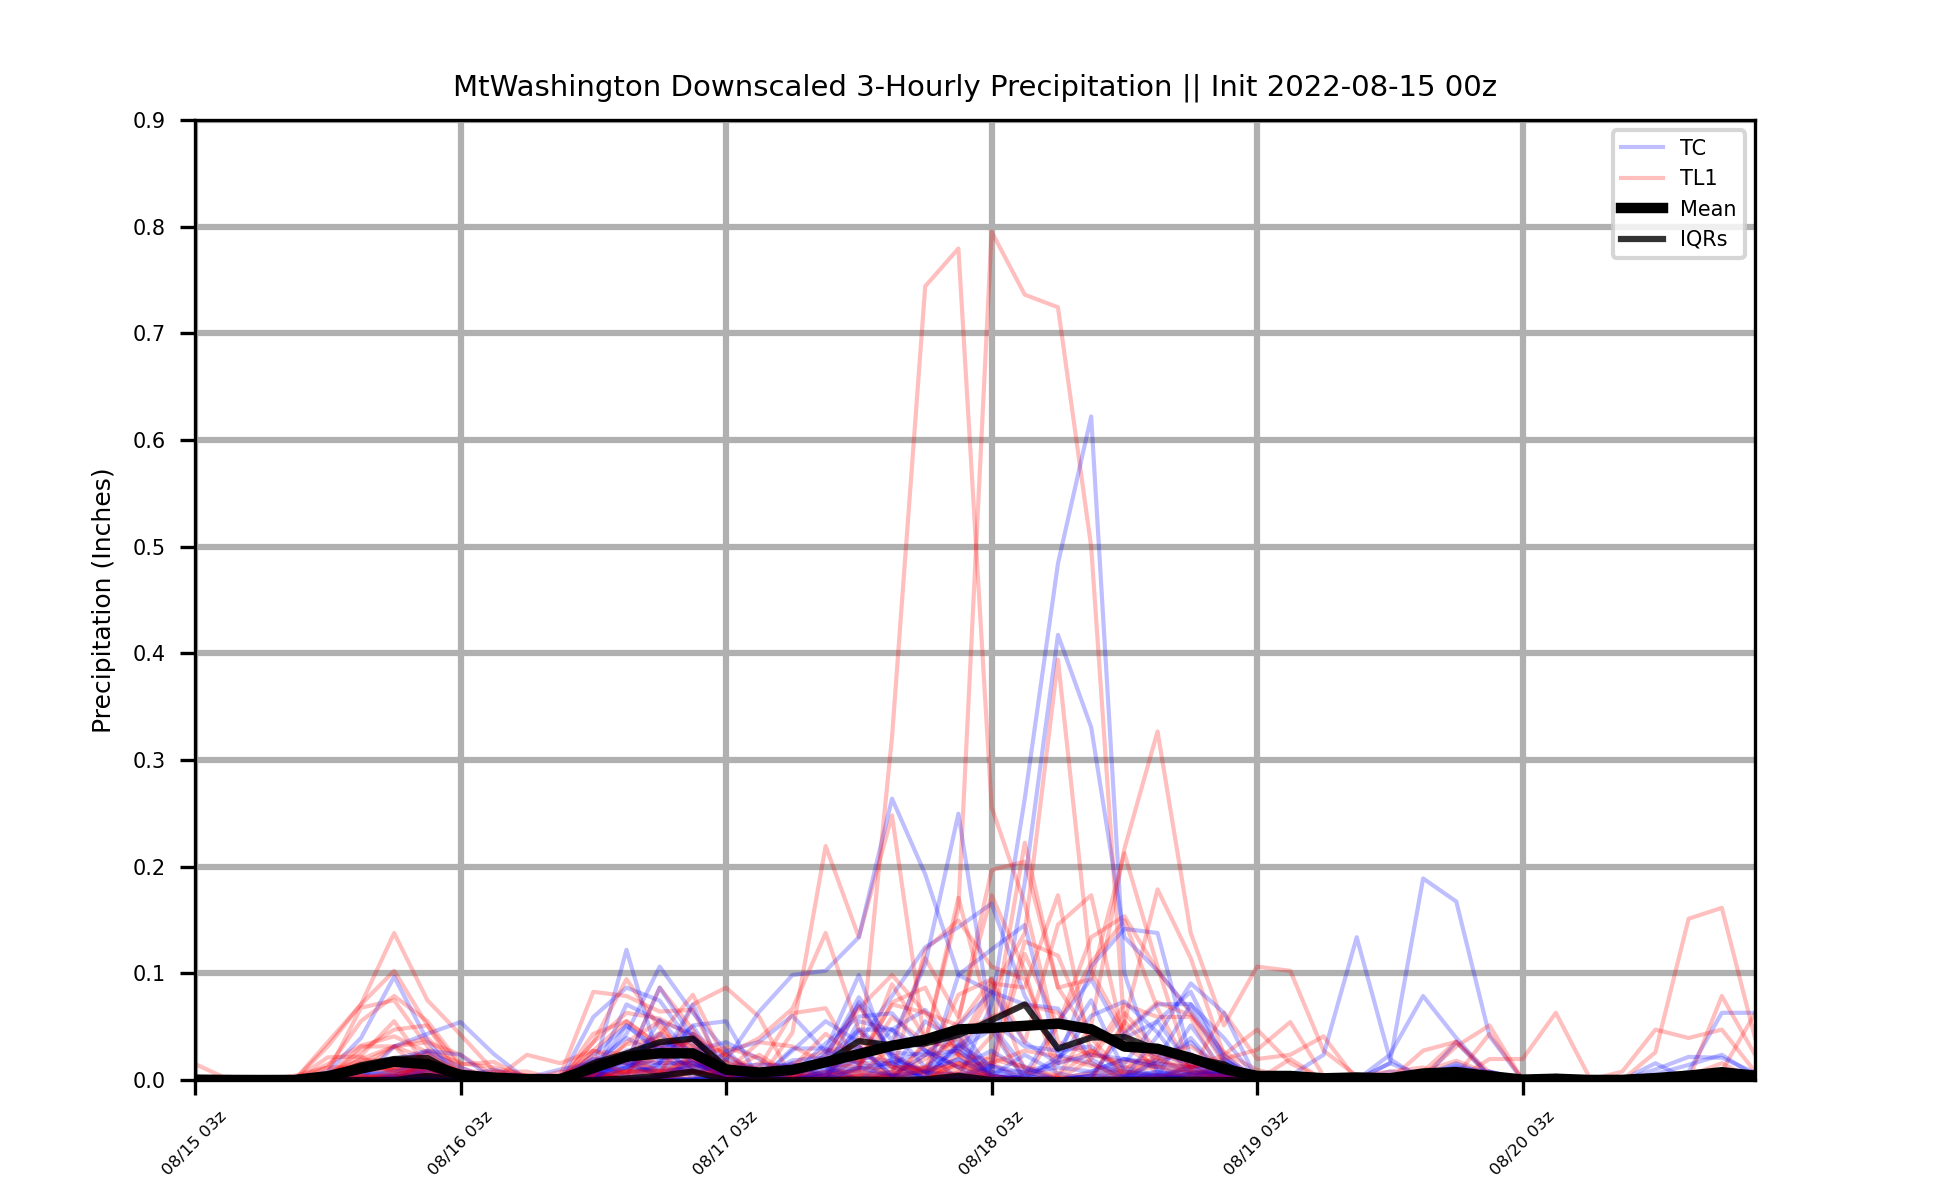 MtWashington Downscaled 3-Hourly Precipitation || Init 2022-08-15 00z
Precipitation (Inches)
0.9
0.8
0.7
0.6
0.5
0.4
0.3
0.2
0.1
0.0
TC
TL1
Mean
IQRs
08/15 03z
08/16 03z
08/17 03z
08/18 03z
08/19 03z
08/20 03z